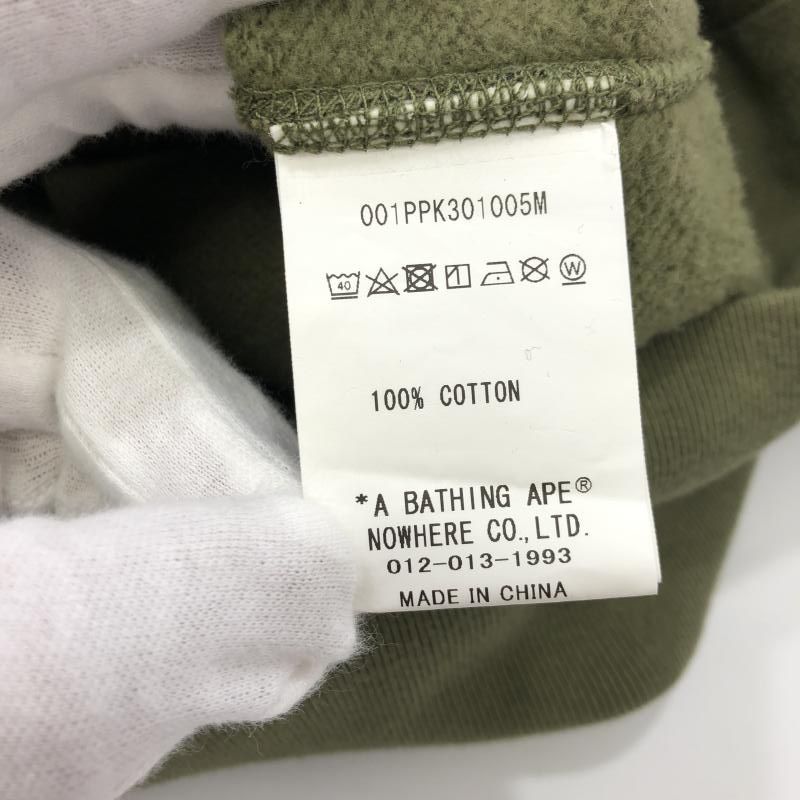 001PPK301005M
40 W
100% COTTON
*A BATHING APE®
NOWHERE CO.,LTD.
012-013-1993
MADE IN CHINA